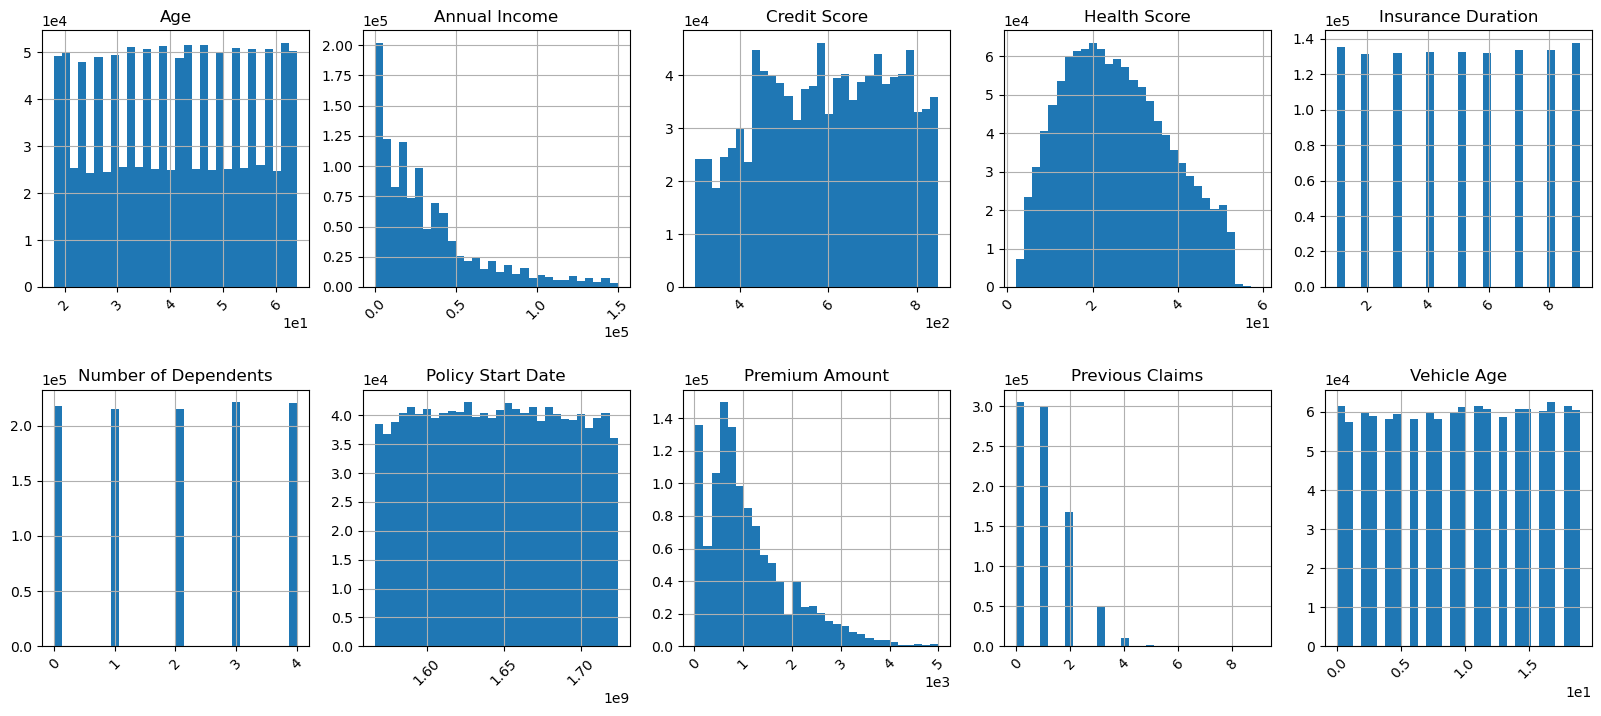 Age
1e4
5
4
3
2
1
0
2 3 4 5 6
1e1
Annual Income
1e5
2.00
1.75
1.50
1.25
1.00
0.75
0.50
0.25
0.00
0.0 0.5 1.0 1.5
1e5
Credit Score
1e4
4
3
2
1
0
4 6 8
1e2
Health Score
1e4
6
5
4
3
2
1
0
0 2 4 6
1e1
Insurance Duration
1e5
1.4
1.2
1.0
0.8
0.6
0.4
0.2
0.0
2 4 6 8
Number of Dependents
1e5
2.0
1.5
1.0
0.5
0.0
0 1 2 3 4
Policy Start Date
1e4
4.0
3.5
3.0
2.5
2.0
1.5
1.0
0.5
0.0
1.60 1.65 1.70
1e9
Premium Amount
1e5
1.4
1.2
1.0
0.8
0.6
0.4
0.2
0.0
0 1 2 3 4 5
1e3
Previous Claims
1e5
3.0
2.5
2.0
1.5
1.0
0.5
0.0
0 2 4 6 8
Vehicle Age
1e4
6
5
4
3
2
1
0
0.0 0.5 1.0 1.5
1e1